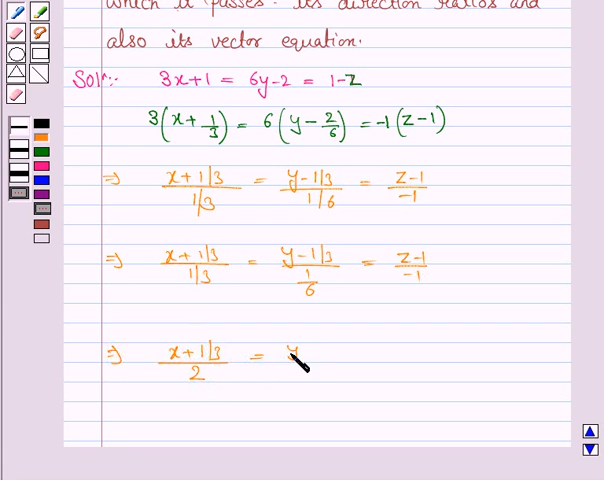 which it passes. its direction ratios and
also its vector equation.
Solⁿ:- 3x+1 = 6y-2 = 1-z
3(x + 1/3) = 6(y - 2/6) = -1(z-1)
⇒ (x+1/3)/(1/3) = (y-1/3)/(1/6) = (z-1)/(-1)
⇒ (x+1/3)/(1/3) = (y-1/3)/(1/6) = (z-1)/(-1)
⇒ (x+1/3)/2 = y